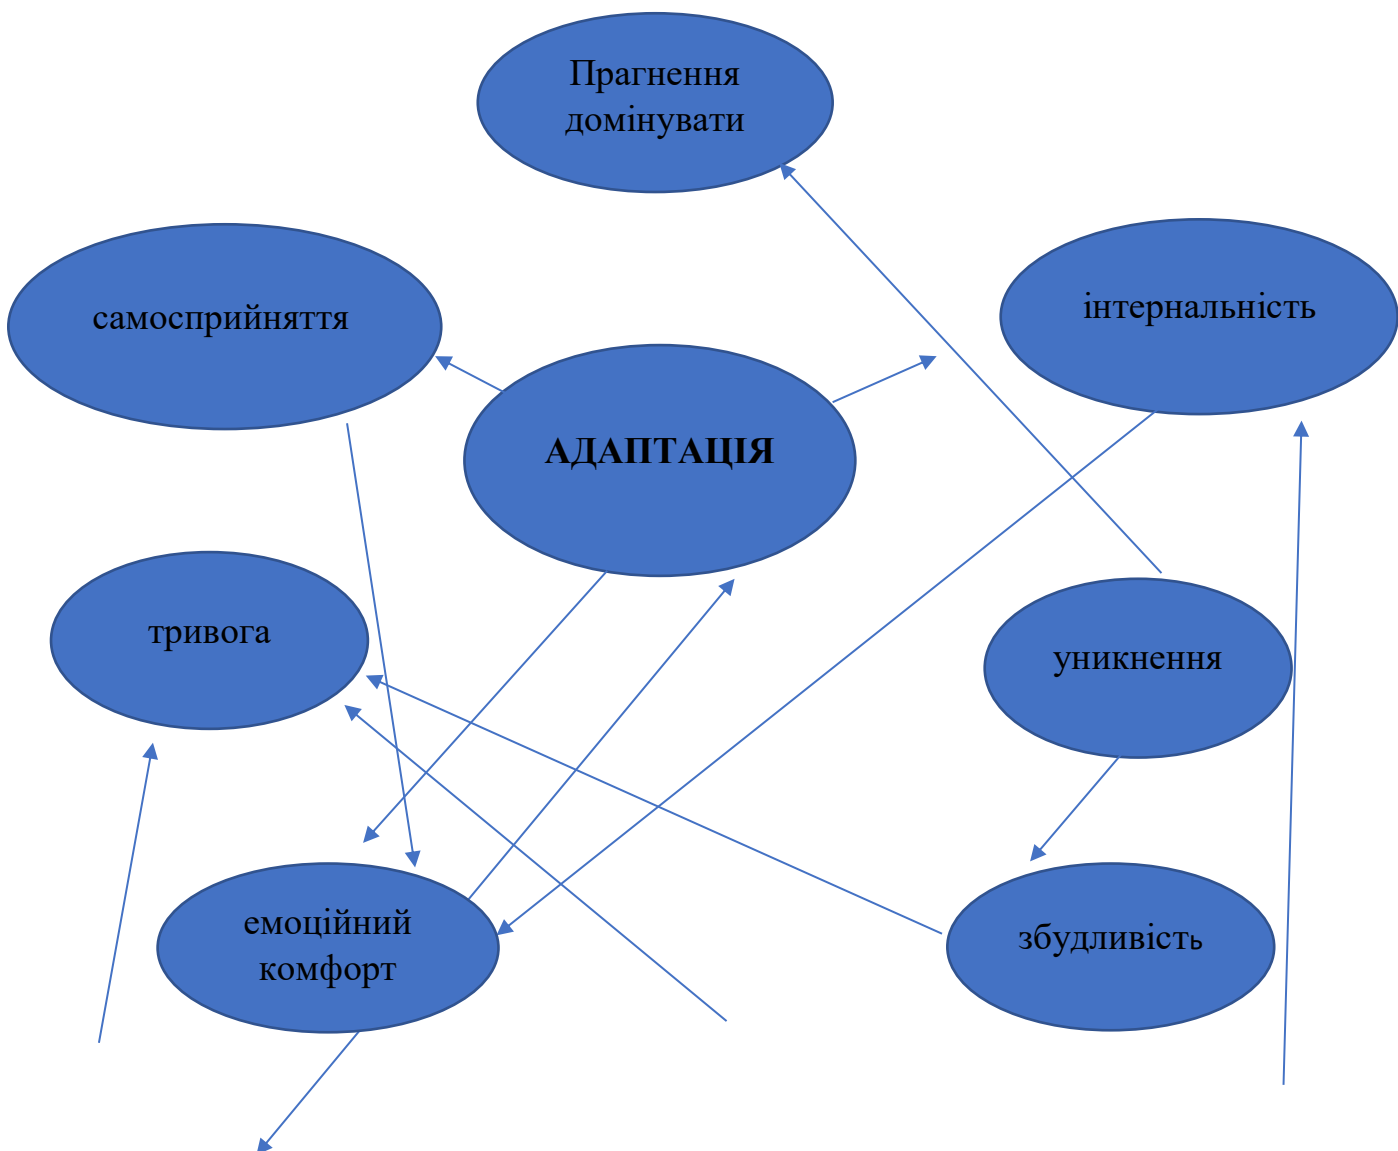 Прагнення
домінувати
самосприйняття
інтернальність
АДАПТАЦІЯ
тривога
уникнення
емоційний
комфорт
збудливість